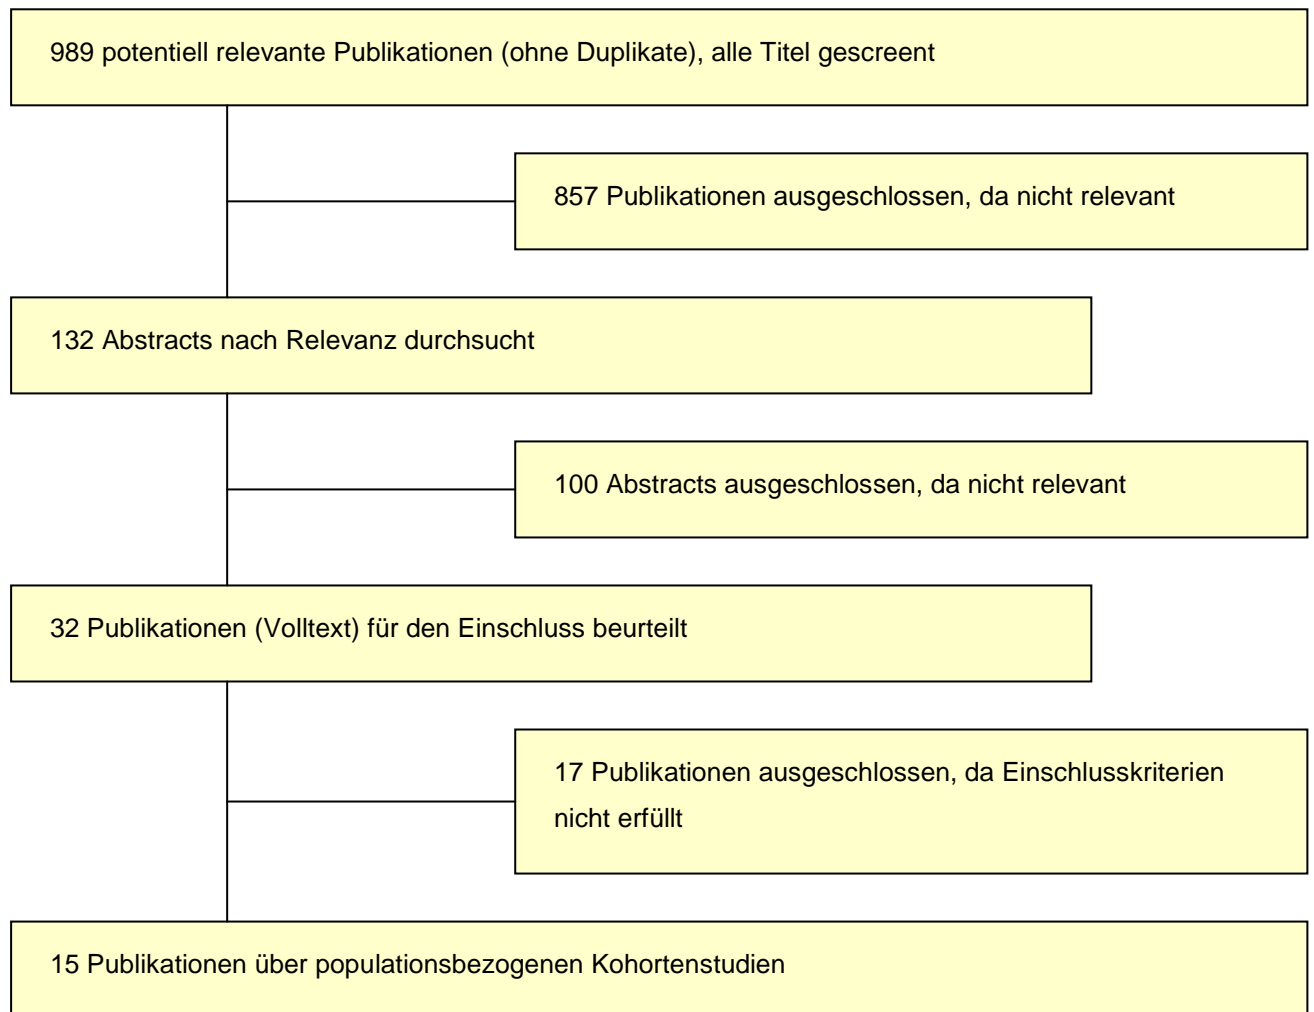 989 potentiell relevante Publikationen (ohne Duplikate), alle Titel gescreent
857 Publikationen ausgeschlossen, da nicht relevant
132 Abstracts nach Relevanz durchsucht
100 Abstracts ausgeschlossen, da nicht relevant
32 Publikationen (Volltext) für den Einschluss beurteilt
17 Publikationen ausgeschlossen, da Einschlusskriterien
nicht erfüllt
15 Publikationen über populationsbezogenen Kohortenstudien